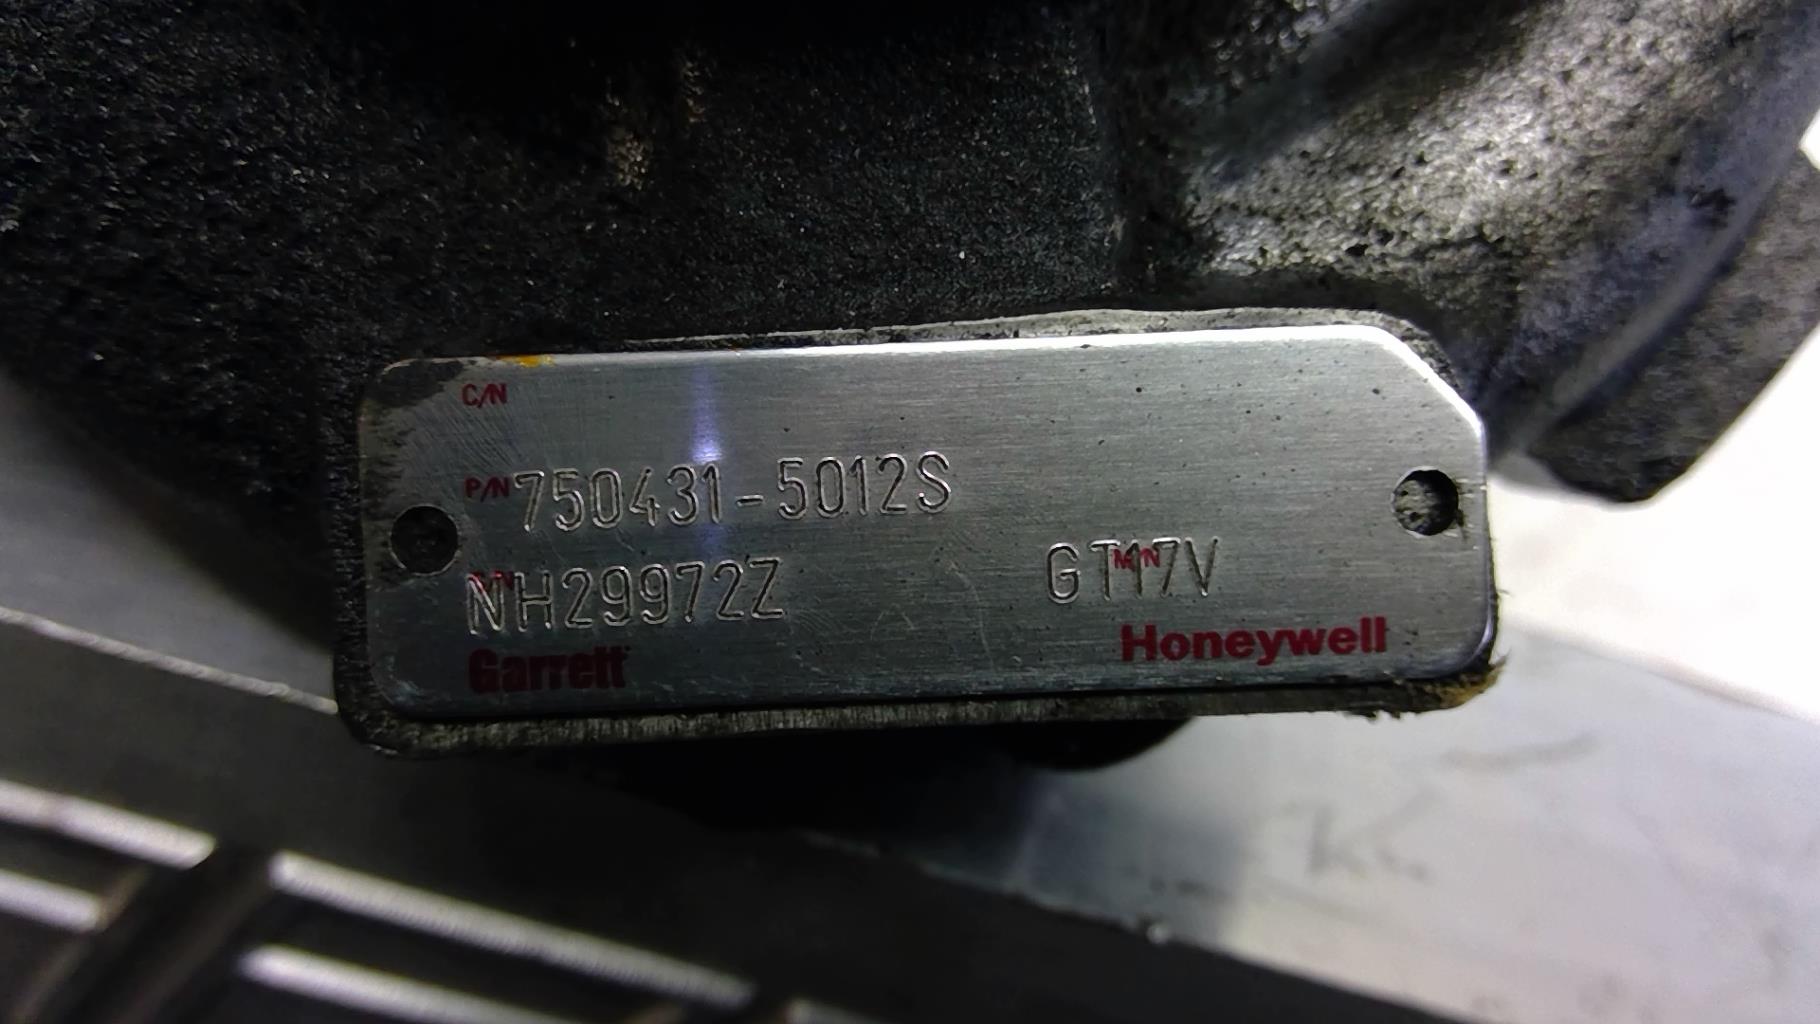 C/N
P/N 750431-5012S
NH29972Z M/N GT17V
Garrett Honeywell